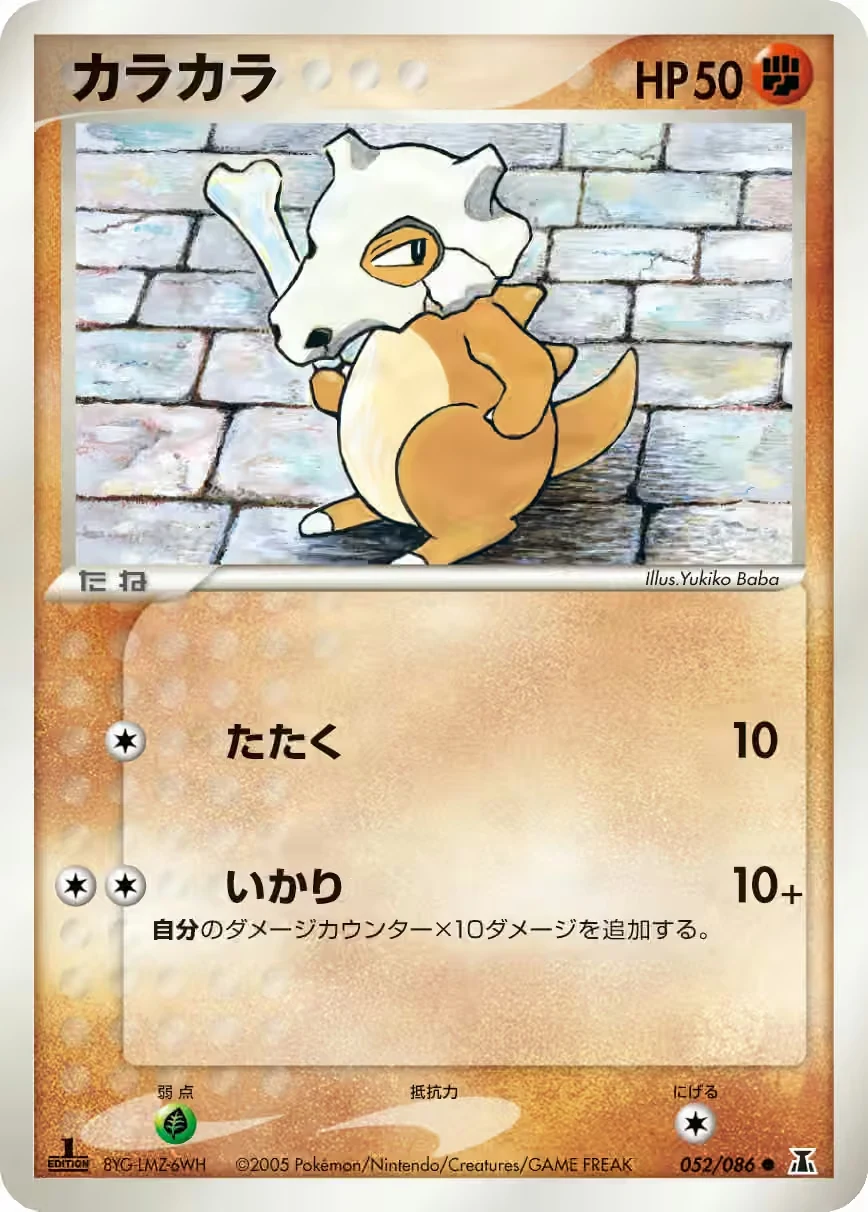 カラカラ HP50
たね Illus.Yukiko Baba
たたく 10
いかり 10+
自分のダメージカウンター×10ダメージを追加する。
弱点 抵抗力 にげる
1 EDITION 8YG-LMZ-6WH ©2005 Pokémon/Nintendo/Creatures/GAME FREAK 052/086 ●